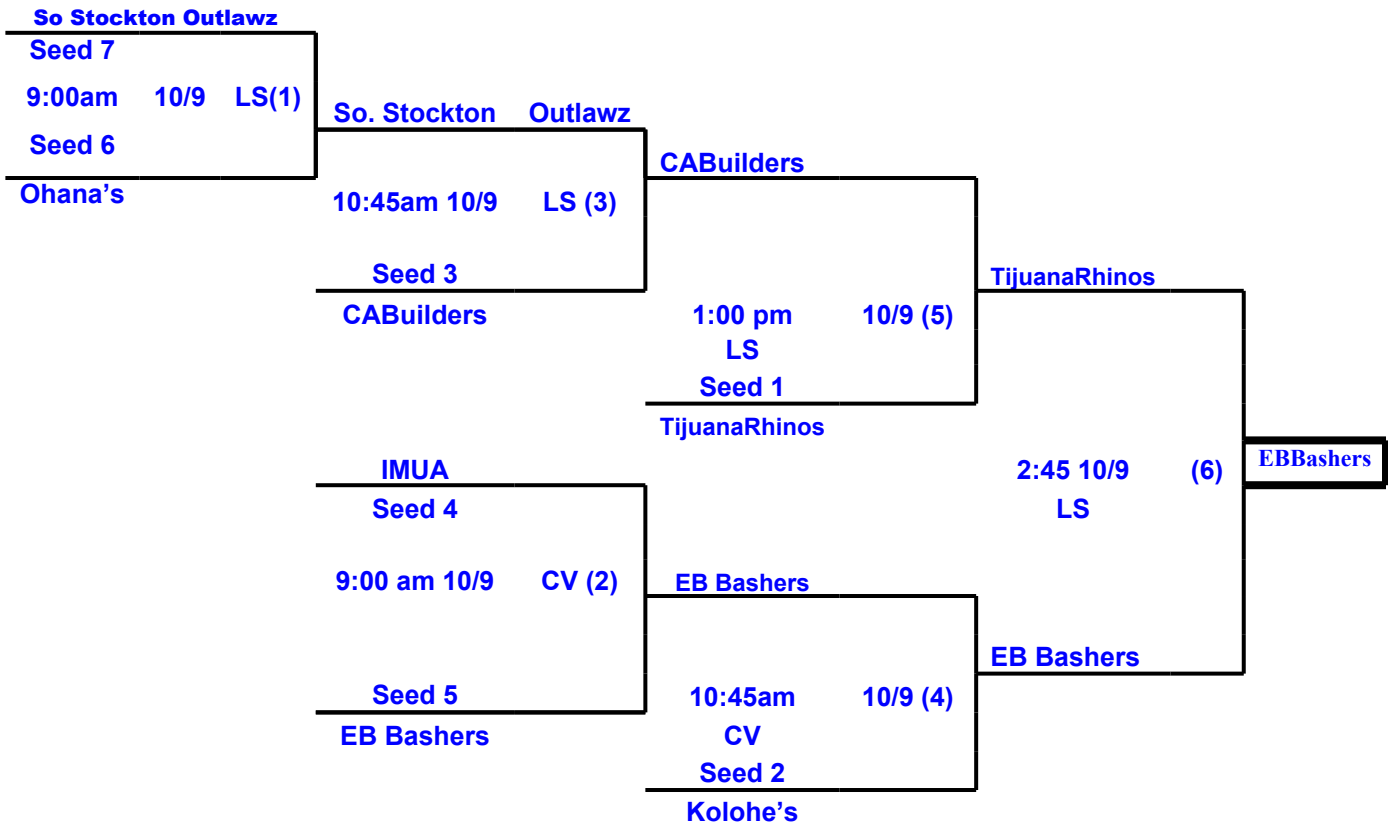 So Stockton Outlawz
Seed 7
9:00am 10/9 LS(1)
Seed 6
Ohana's
So. Stockton Outlawz
10:45am 10/9 LS (3)
Seed 3
CABuilders
CABuilders
1:00 pm 10/9 (5)
LS
Seed 1
TijuanaRhinos
TijuanaRhinos
IMUA
Seed 4
9:00 am 10/9 CV (2)
Seed 5
EB Bashers
EB Bashers
10:45am 10/9 (4)
CV
Seed 2
Kolohe's
EB Bashers
2:45 10/9 (6)
LS
EBBashers